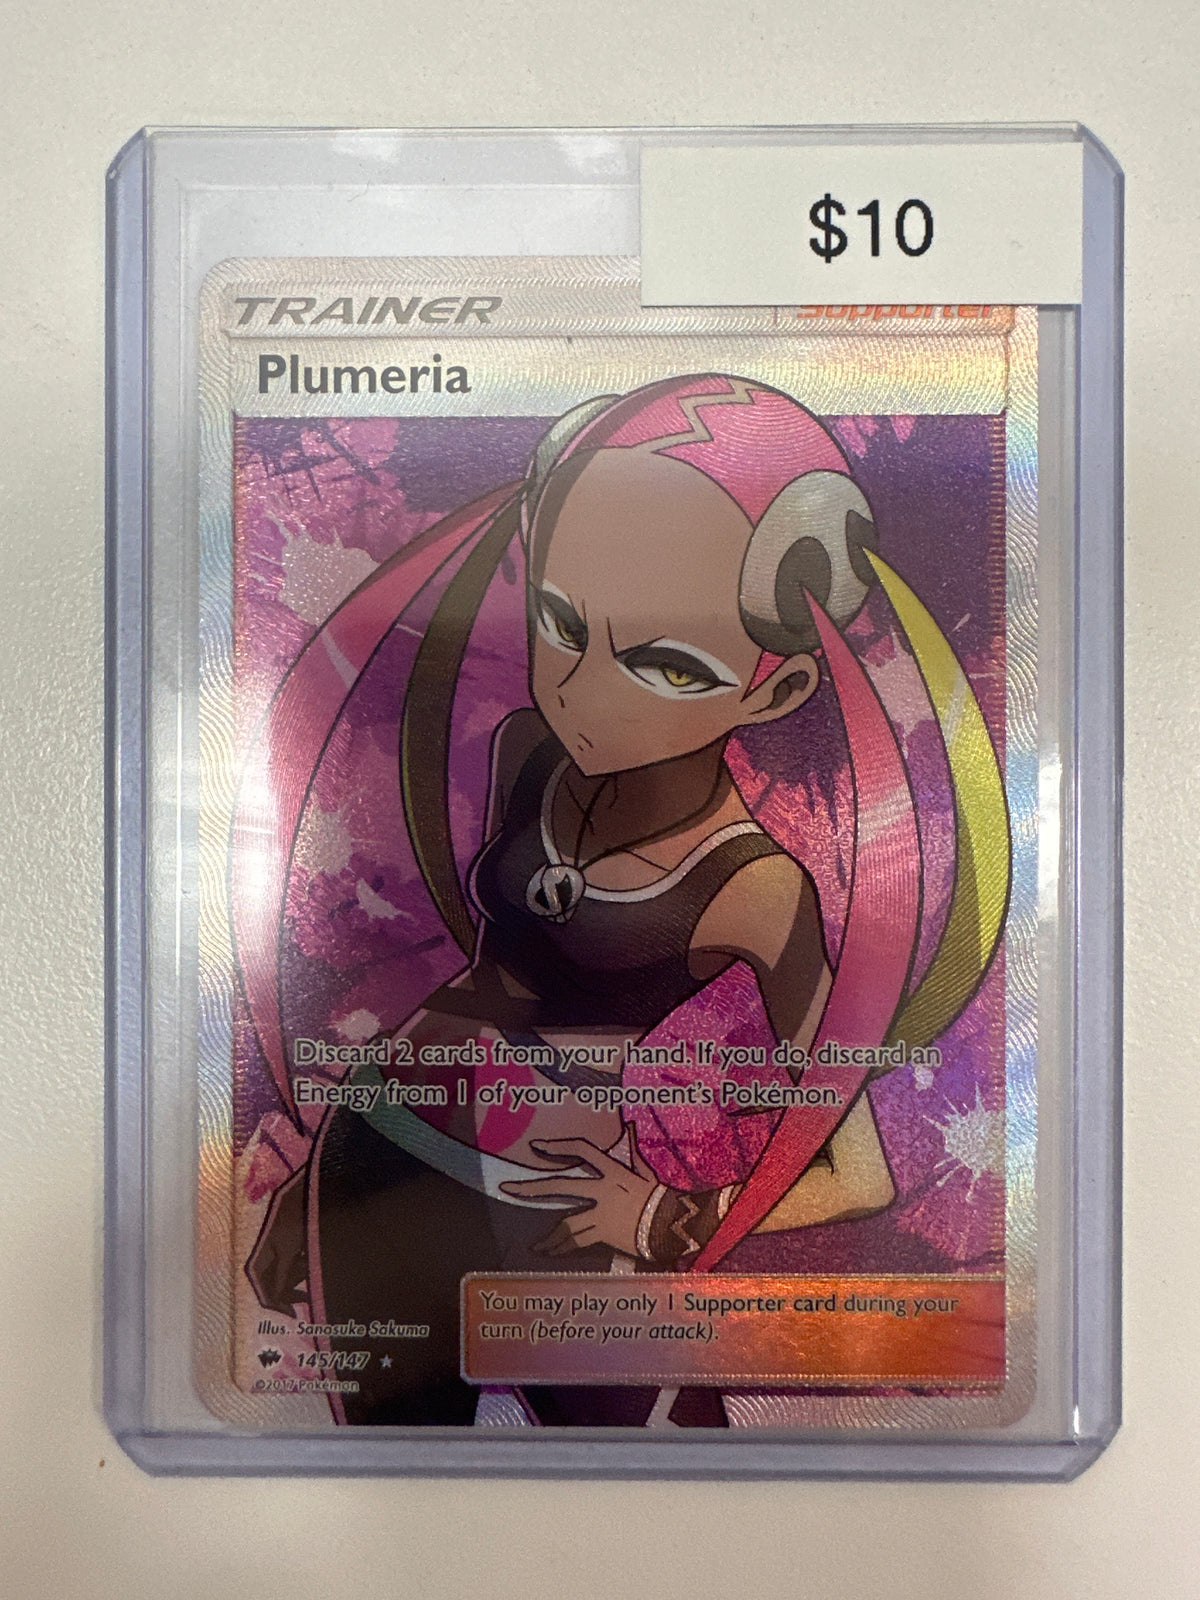 $10
TRAINER Supporter
Plumeria
Discard 2 cards from your hand. If you do, discard an
Energy from 1 of your opponent's Pokémon.
You may play only 1 Supporter card during your
turn (before your attack).
Illus. Sanosuke Sakuma
145/147
©2017 Pokémon